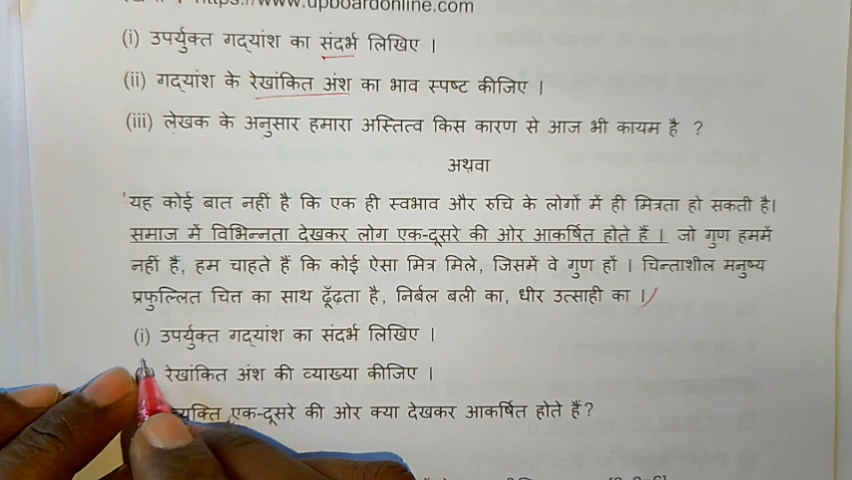 https://www.upboardonline.com
(i) उपर्युक्त गद्यांश का संदर्भ लिखिए ।
(ii) गद्यांश के रेखांकित अंश का भाव स्पष्ट कीजिए ।
(iii) लेखक के अनुसार हमारा अस्तित्व किस कारण से आज भी कायम है ?
अथवा
यह कोई बात नहीं है कि एक ही स्वभाव और रुचि के लोगों में ही मित्रता हो सकती है।
समाज में विभिन्नता देखकर लोग एक-दूसरे की ओर आकर्षित होते हैं । जो गुण हममें
नहीं हैं, हम चाहते हैं कि कोई ऐसा मित्र मिले, जिसमें वे गुण हों । चिन्ताशील मनुष्य
प्रफुल्लित चित्त का साथ ढूँढ़ता है, निर्बल बली का, धीर उत्साही का ।
(i) उपर्युक्त गद्यांश का संदर्भ लिखिए ।
रेखांकित अंश की व्याख्या कीजिए ।
व्यक्ति एक-दूसरे की ओर क्या देखकर आकर्षित होते हैं?